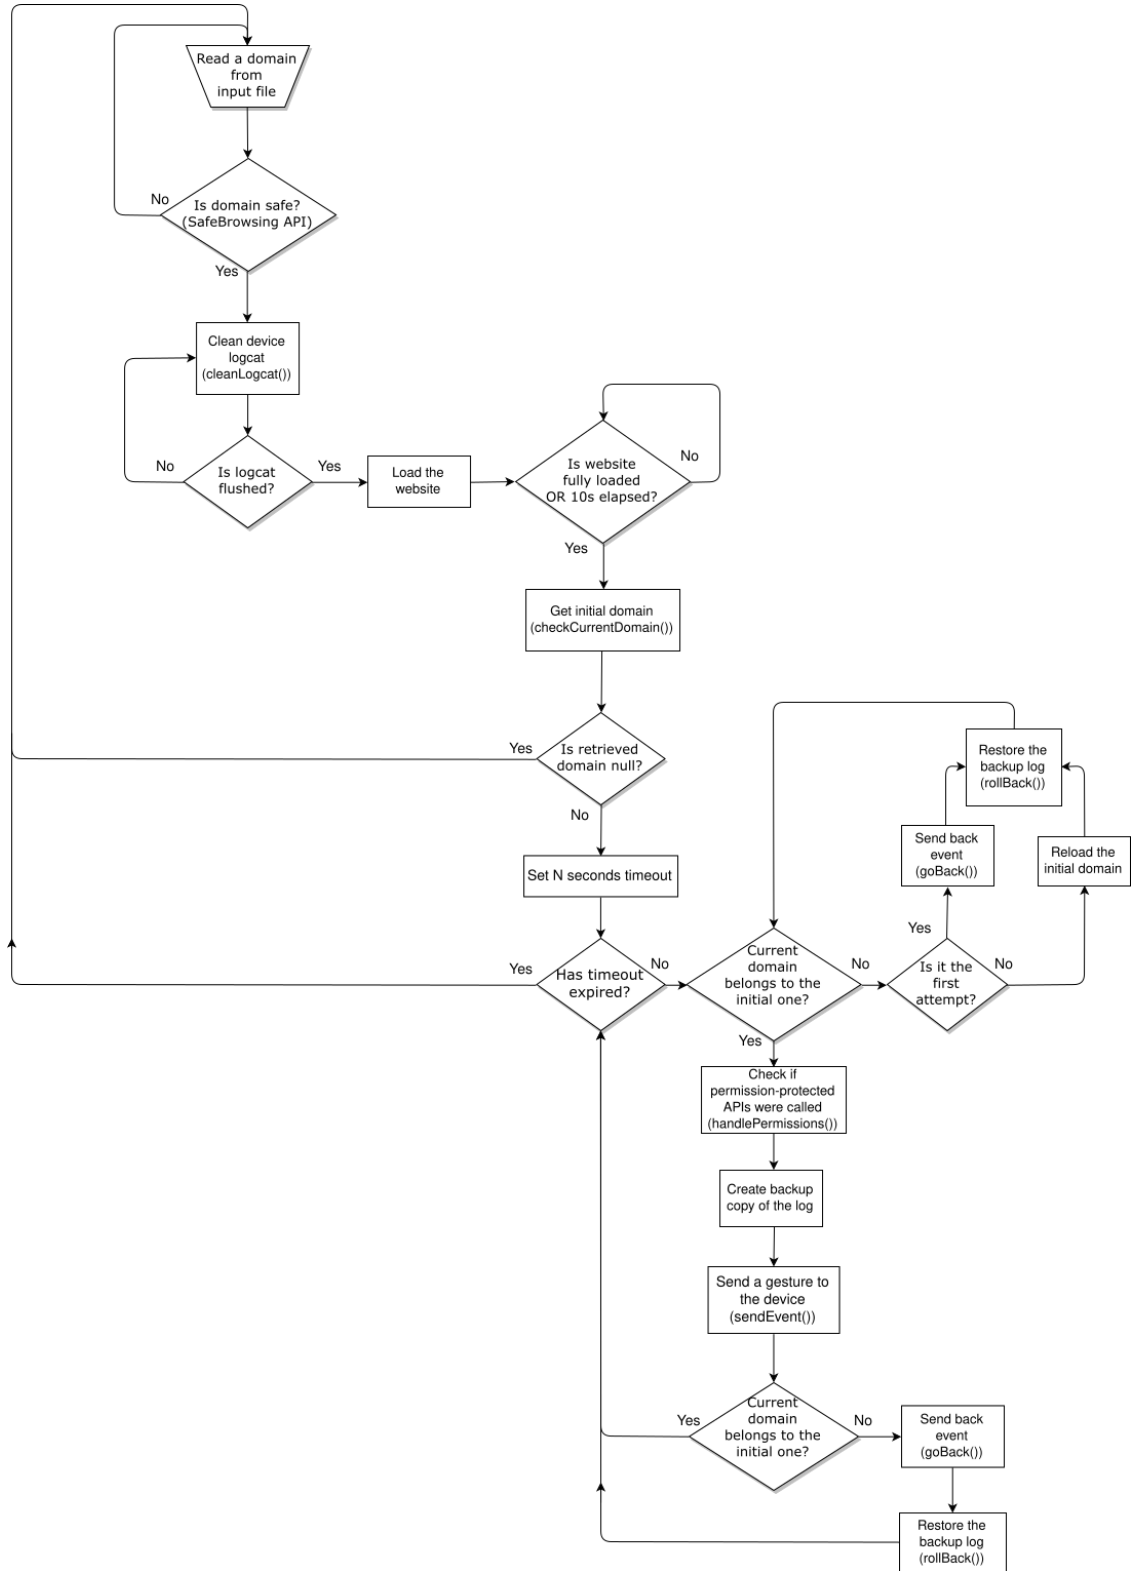 Read a domain
from
input file
No
Is domain safe?
(SafeBrowsing API)
Yes
Clean device
logcat
(cleanLogcat())
No
Is logcat
flushed?
Yes
Load the
website
Is website
fully loaded
OR 10s elapsed?
No
Yes
Get initial domain
(checkCurrentDomain())
Yes
Is retrieved
domain null?
No
Set N seconds timeout
Yes
Has timeout
expired?
No
Current
domain
belongs to the
initial one?
No
Is it the
first
attempt?
Yes
No
Send back
event
(goBack())
Reload the
initial domain
Restore the
backup log
(rollBack())
Yes
Check if
permission-protected
APIs were called
(handlePermissions())
Create backup
copy of the log
Send a gesture to
the device
(sendEvent())
Yes
Current
domain
belongs to the
initial one?
No
Send back
event
(goBack())
Restore the
backup log
(rollBack())